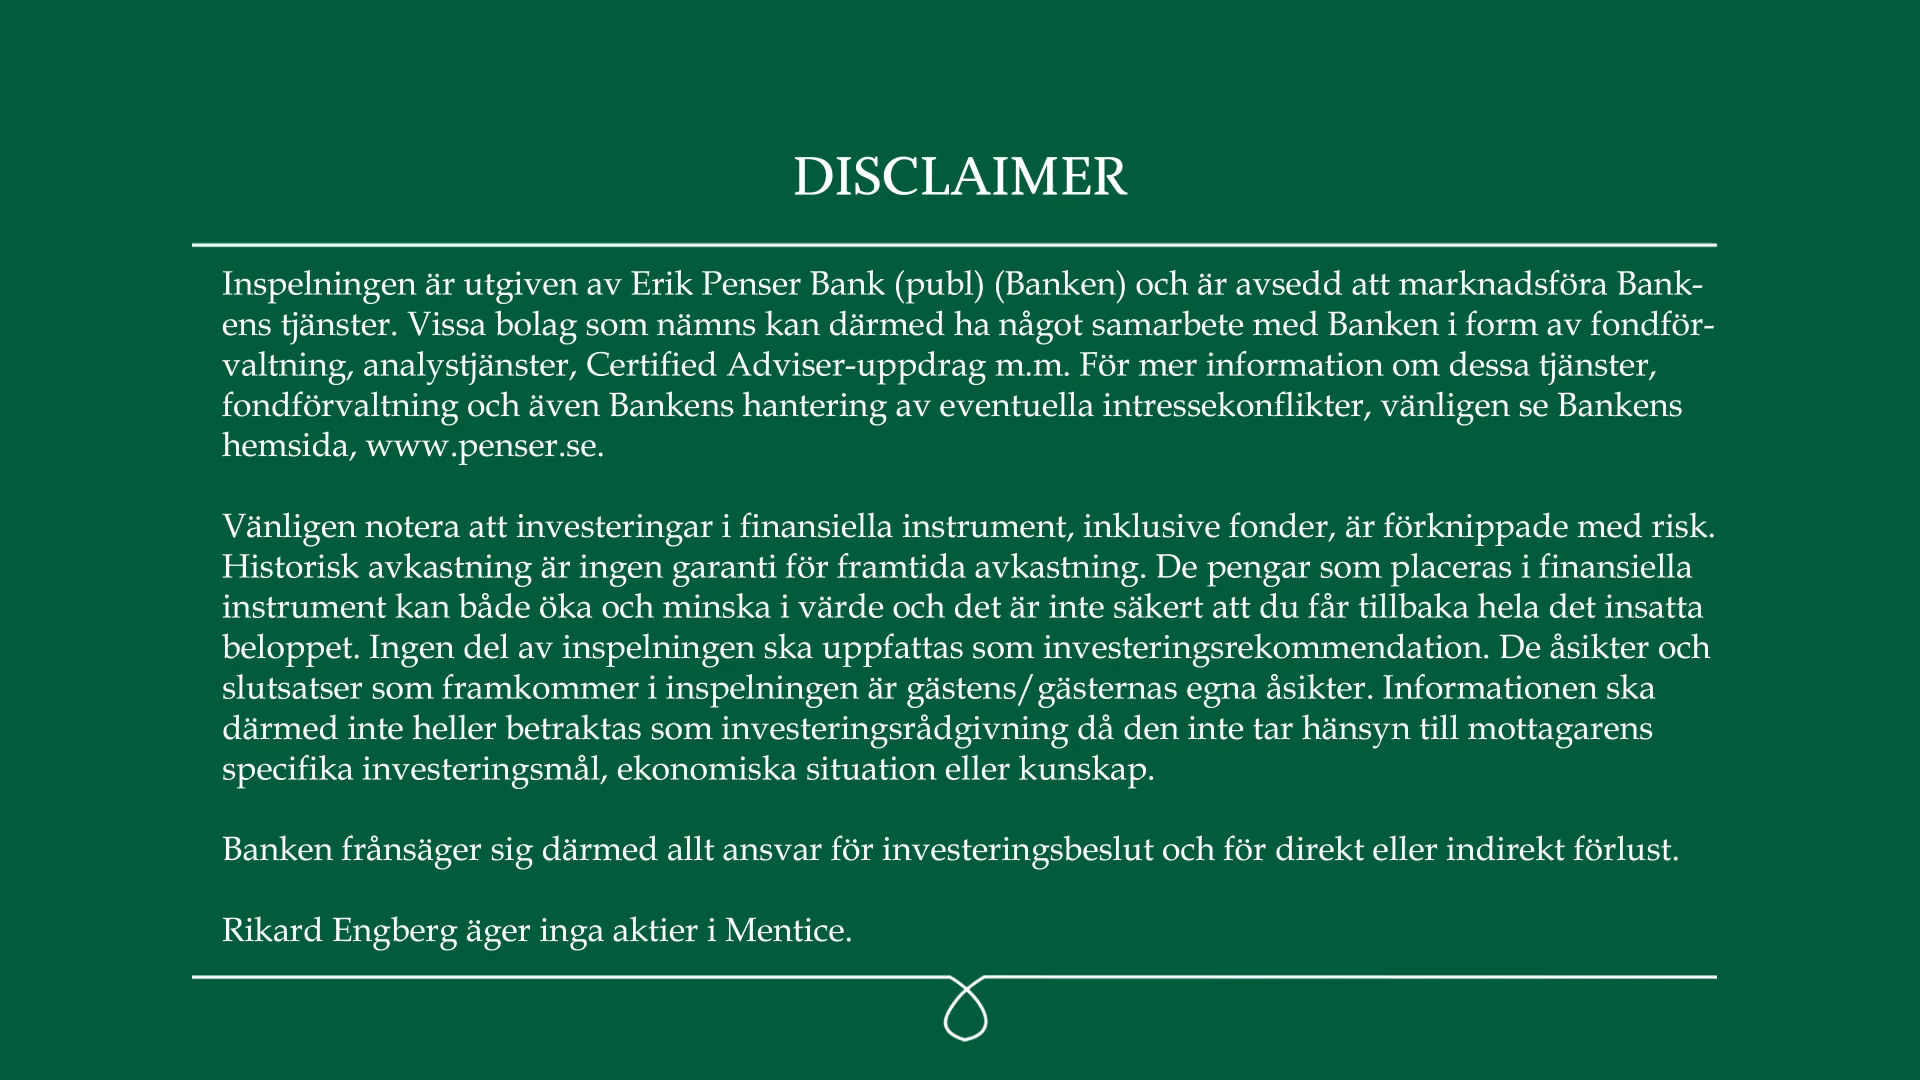 DISCLAIMER
Inspelningen är utgiven av Erik Penser Bank (publ) (Banken) och är avsedd att marknadsföra Bank-
ens tjänster. Vissa bolag som nämns kan därmed ha något samarbete med Banken i form av fondför-
valtning, analystjänster, Certified Adviser-uppdrag m.m. För mer information om dessa tjänster,
fondförvaltning och även Bankens hantering av eventuella intressekonflikter, vänligen se Bankens
hemsida, www.penser.se.
Vänligen notera att investeringar i finansiella instrument, inklusive fonder, är förknippade med risk.
Historisk avkastning är ingen garanti för framtida avkastning. De pengar som placeras i finansiella
instrument kan både öka och minska i värde och det är inte säkert att du får tillbaka hela det insatta
beloppet. Ingen del av inspelningen ska uppfattas som investeringsrekommendation. De åsikter och
slutsatser som framkommer i inspelningen är gästens/gästernas egna åsikter. Informationen ska
därmed inte heller betraktas som investeringsrådgivning då den inte tar hänsyn till mottagarens
specifika investeringsmål, ekonomiska situation eller kunskap.
Banken frånsäger sig därmed allt ansvar för investeringsbeslut och för direkt eller indirekt förlust.
Rikard Engberg äger inga aktier i Mentice.